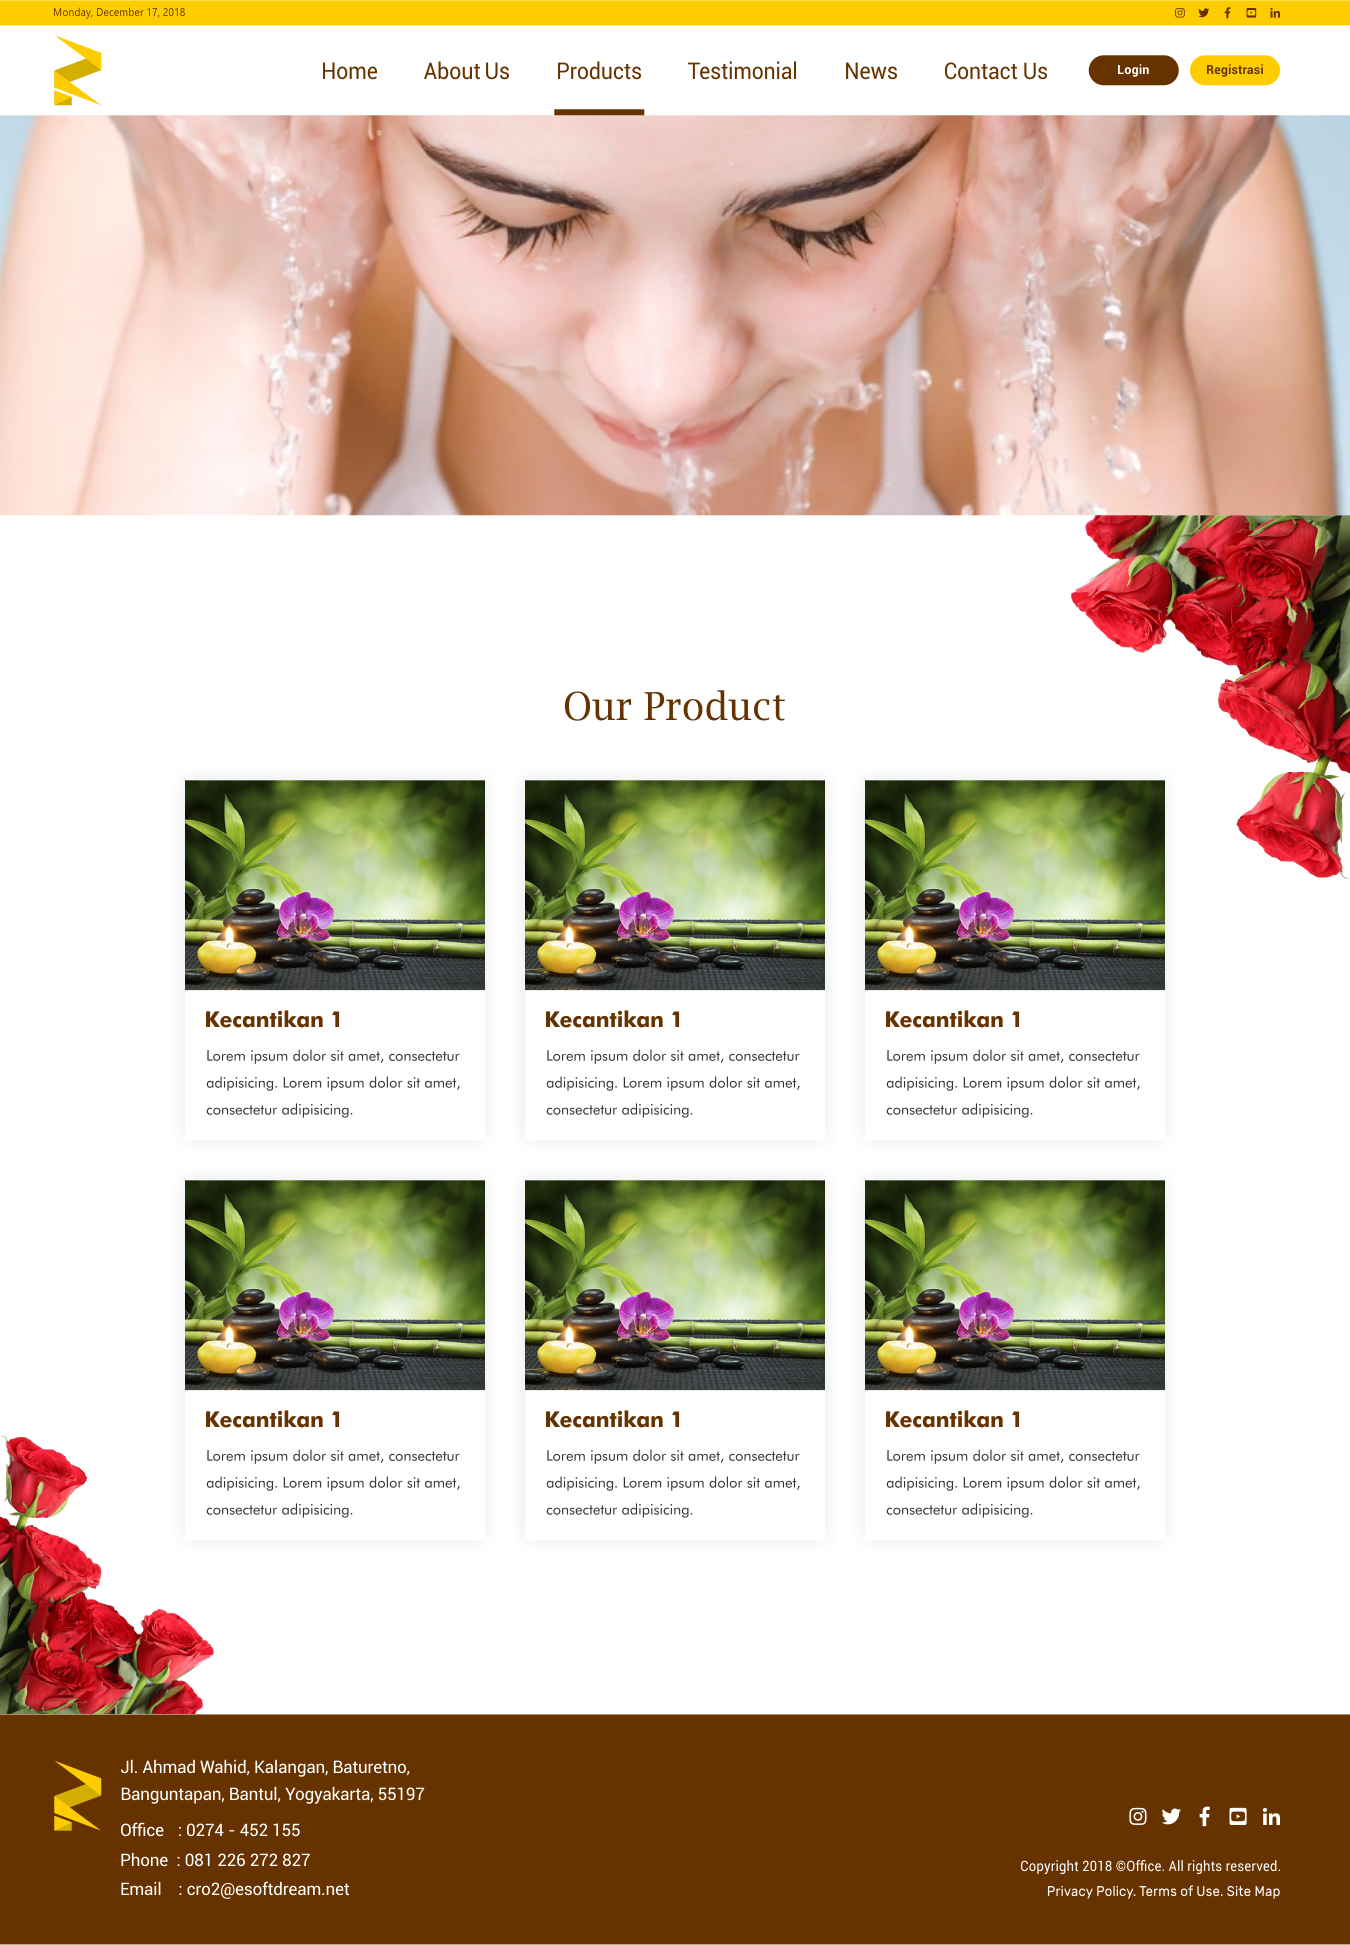 Monday, December 17, 2018
Home
About Us
Products
Testimonial
News
Contact Us
Login
Registrasi
Our Product
Kecantikan 1
Lorem ipsum dolor sit amet, consectetur
adipisicing. Lorem ipsum dolor sit amet,
consectetur adipisicing.
Kecantikan 1
Lorem ipsum dolor sit amet, consectetur
adipisicing. Lorem ipsum dolor sit amet,
consectetur adipisicing.
Kecantikan 1
Lorem ipsum dolor sit amet, consectetur
adipisicing. Lorem ipsum dolor sit amet,
consectetur adipisicing.
Kecantikan 1
Lorem ipsum dolor sit amet, consectetur
adipisicing. Lorem ipsum dolor sit amet,
consectetur adipisicing.
Kecantikan 1
Lorem ipsum dolor sit amet, consectetur
adipisicing. Lorem ipsum dolor sit amet,
consectetur adipisicing.
Kecantikan 1
Lorem ipsum dolor sit amet, consectetur
adipisicing. Lorem ipsum dolor sit amet,
consectetur adipisicing.
Jl. Ahmad Wahid, Kalangan, Baturetno,
Banguntapan, Bantul, Yogyakarta, 55197
Office : 0274 - 452 155
Phone : 081 226 272 827
Email : cro2@esoftdream.net
Copyright 2018 ©Office. All rights reserved.
Privacy Policy. Terms of Use. Site Map